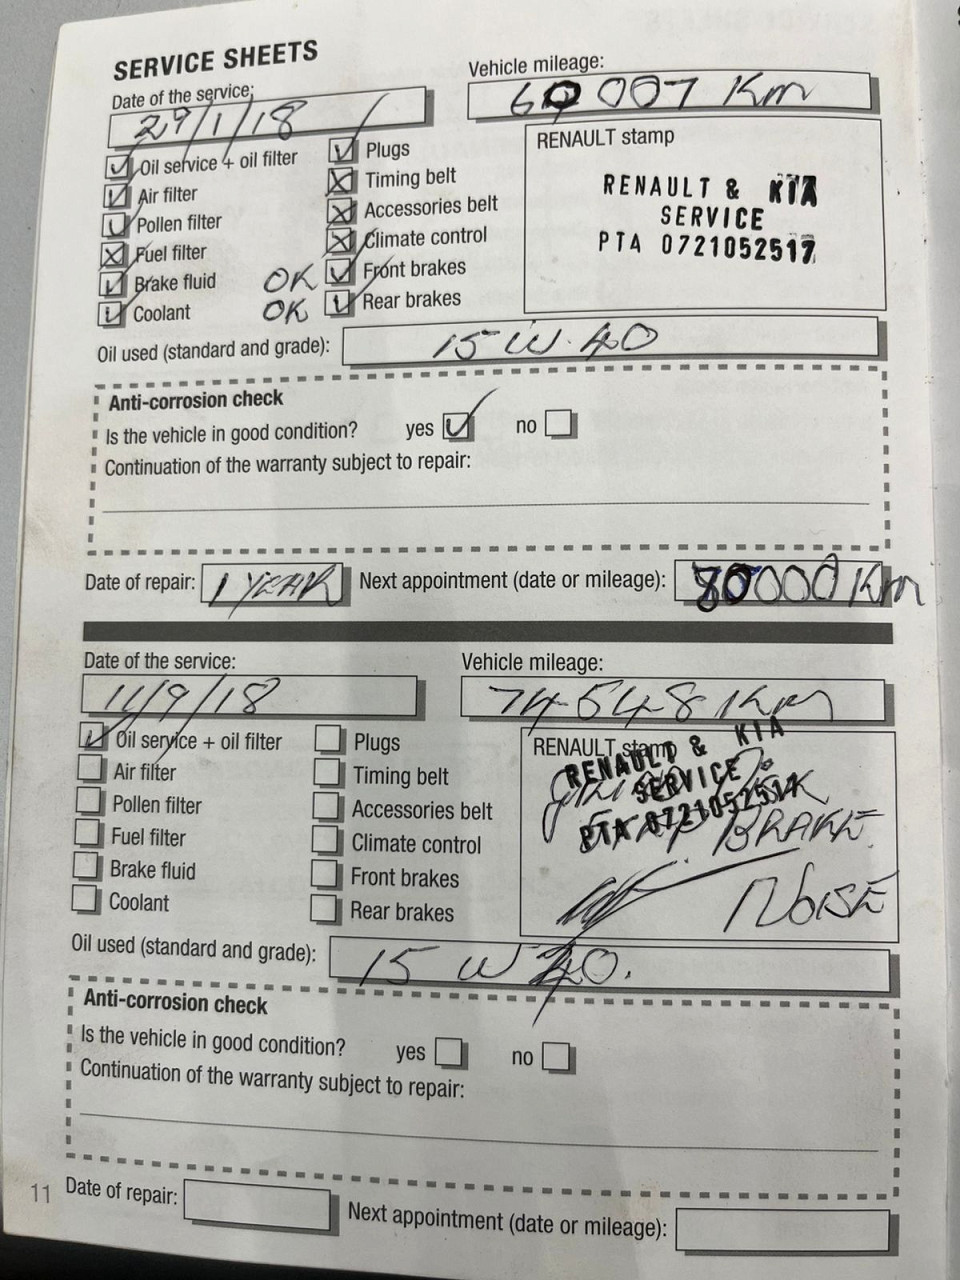 SERVICE SHEETS
Date of the service:
29/1/18
Vehicle mileage:
60 007 Km
Oil service + oil filter
Air filter
Pollen filter
Fuel filter
Brake fluid OK
Coolant OK
Plugs
Timing belt
Accessories belt
Climate control
Front brakes
Rear brakes
RENAULT stamp
RENAULT & KIA
SERVICE
PTA 0721052517
Oil used (standard and grade): 15 W 40
Anti-corrosion check
Is the vehicle in good condition? yes no
Continuation of the warranty subject to repair:
Date of repair: 1 YEAR Next appointment (date or mileage): 80000 Km
Date of the service:
11/9/18
Vehicle mileage:
74548 Km
Oil service + oil filter
Air filter
Pollen filter
Fuel filter
Brake fluid
Coolant
Plugs
Timing belt
Accessories belt
Climate control
Front brakes
Rear brakes
RENAULT stamp
RENAULT & KIA
SERVICE
PTA 0721052517
BRAKE
NOISE
Oil used (standard and grade): 15 W 40.
Anti-corrosion check
Is the vehicle in good condition? yes no
Continuation of the warranty subject to repair:
Date of repair: Next appointment (date or mileage):
11